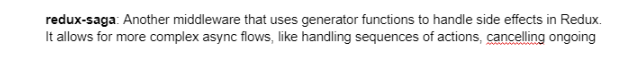 redux-saga: Another middleware that uses generator functions to handle side effects in Redux.
It allows for more complex async flows, like handling sequences of actions, cancelling ongoing